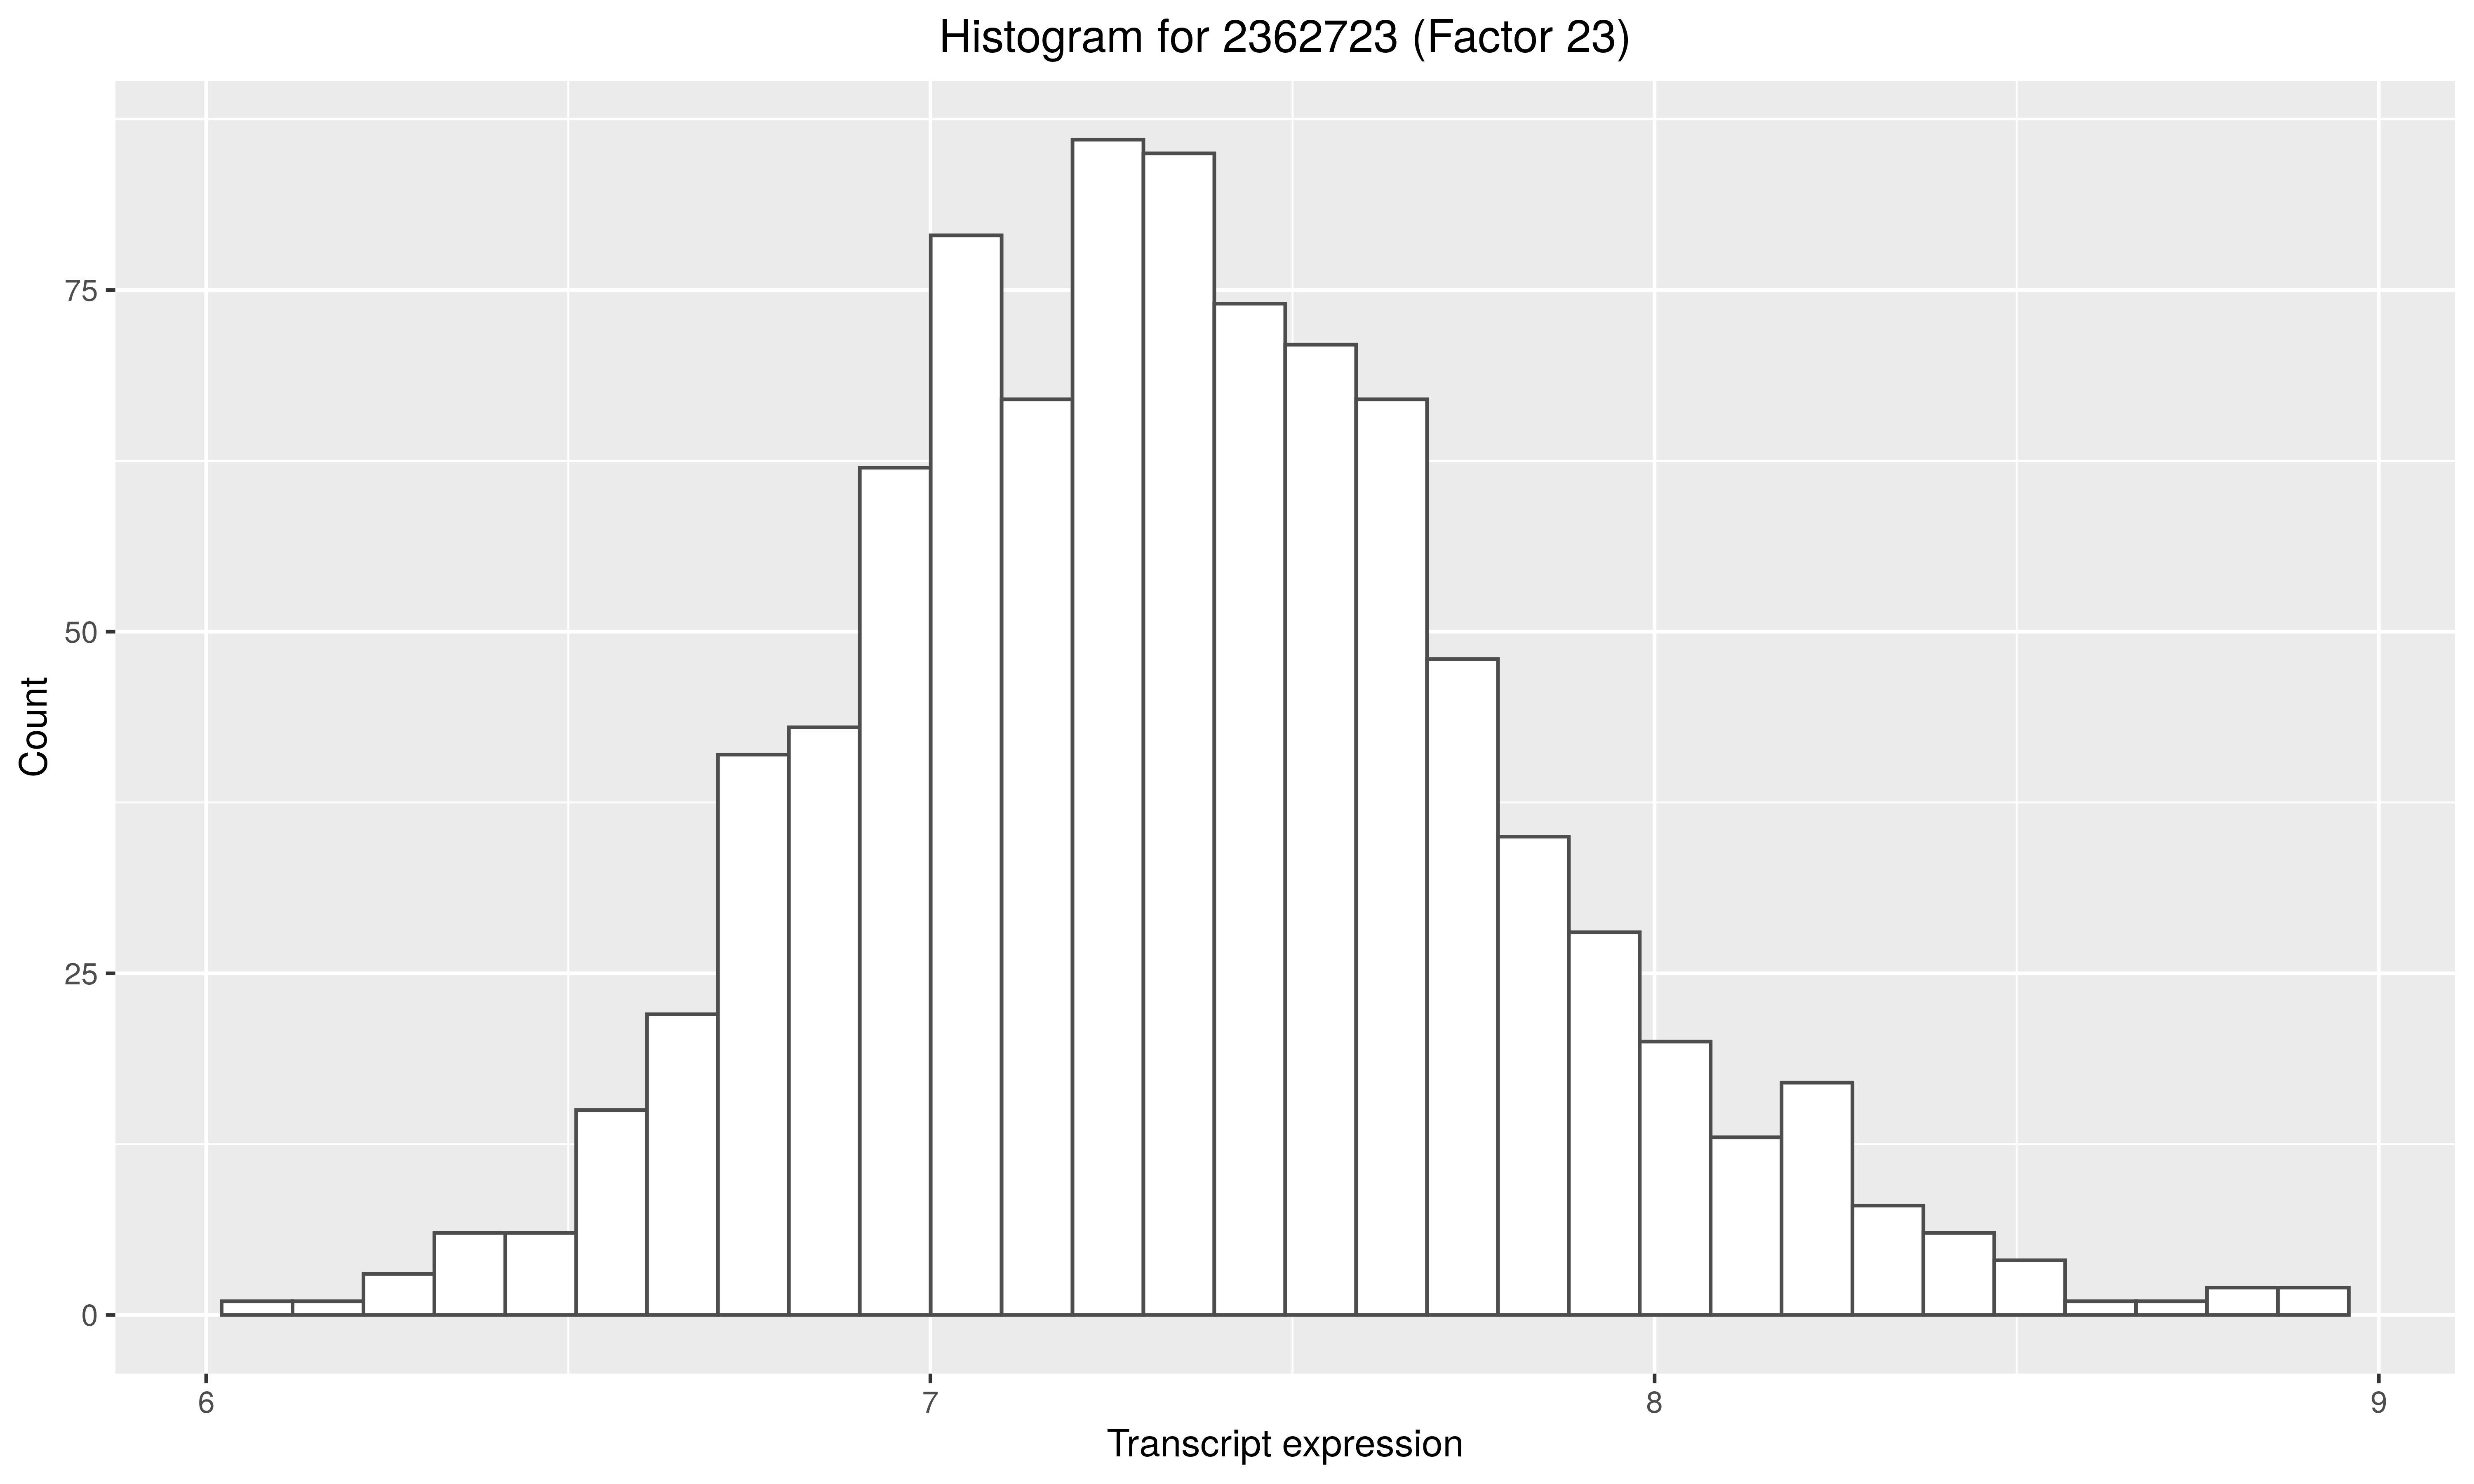 Histogram for 2362723 (Factor 23)
Count
75
50
25
0
6
7
8
9
Transcript expression